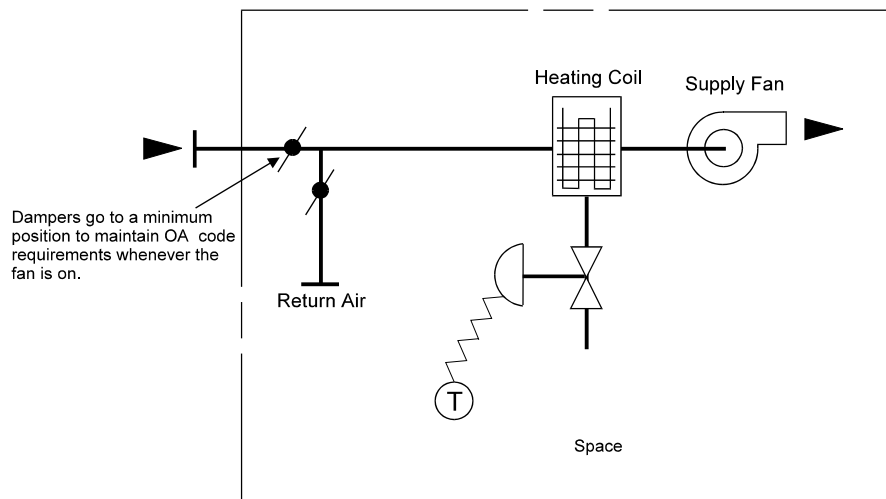 Heating Coil
Supply Fan
Dampers go to a minimum
position to maintain OA code
requirements whenever the
fan is on.
Return Air
T
Space